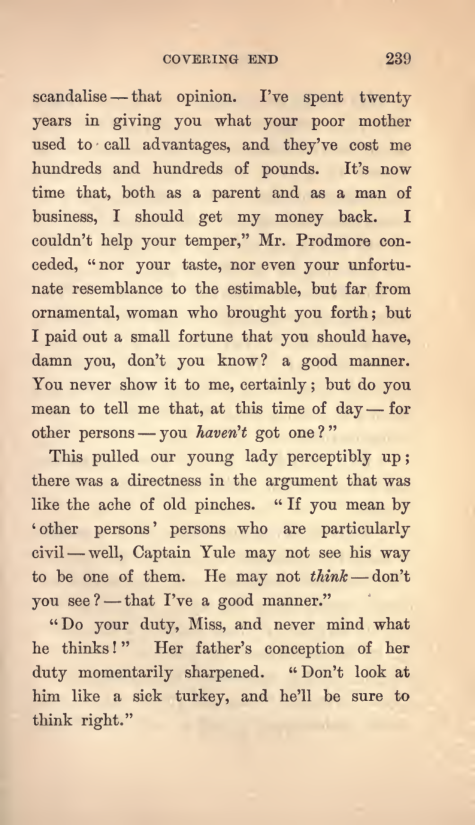 COVERING END 239
scandalise — that opinion. I've spent twenty
years in giving you what your poor mother
used to call advantages, and they've cost me
hundreds and hundreds of pounds. It's now
time that, both as a parent and as a man of
business, I should get my money back. I
couldn't help your temper,” Mr. Prodmore con-
ceded, “nor your taste, nor even your unfortu-
nate resemblance to the estimable, but far from
ornamental, woman who brought you forth; but
I paid out a small fortune that you should have,
damn you, don't you know? a good manner.
You never show it to me, certainly; but do you
mean to tell me that, at this time of day — for
other persons — you haven't got one?”
This pulled our young lady perceptibly up;
there was a directness in the argument that was
like the ache of old pinches. “If you mean by
‘other persons’ persons who are particularly
civil — well, Captain Yule may not see his way
to be one of them. He may not think — don't
you see? — that I've a good manner.”
“Do your duty, Miss, and never mind what
he thinks!” Her father's conception of her
duty momentarily sharpened. “Don't look at
him like a sick turkey, and he'll be sure to
think right.”